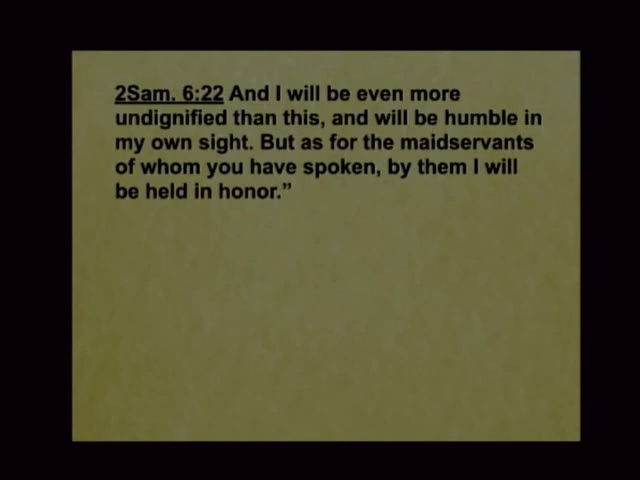 2Sam. 6:22 And I will be even more
undignified than this, and will be humble in
my own sight. But as for the maidservants
of whom you have spoken, by them I will
be held in honor.”